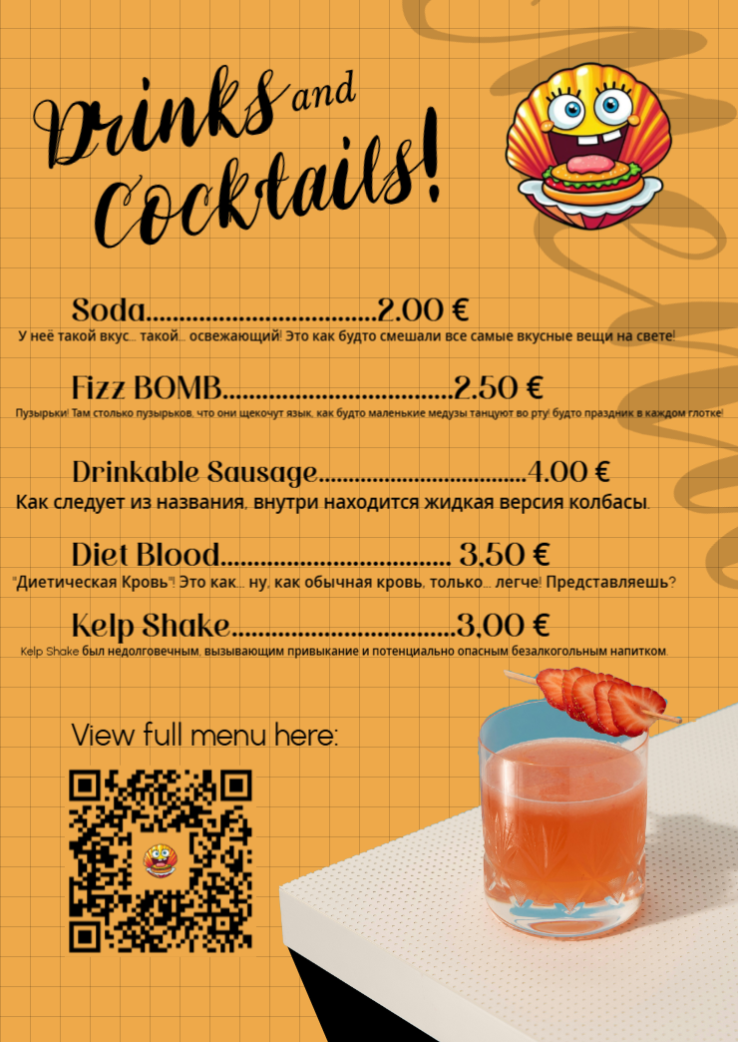 Drinks and
Cocktails!
Soda..................................2.00 €
У неё такой вкус... такой... освежающий! Это как будто смешали все самые вкусные вещи на свете!
Fizz BOMB..................................2.50 €
Пузырьки! Там столько пузырьков, что они щекочут язык, как будто маленькие медузы танцуют во рту! будто праздник в каждом глотке!
Drinkable Sausage..................................4.00 €
Как следует из названия, внутри находится жидкая версия колбасы.
Diet Blood.................................. 3,50 €
"Диетическая Кровь"! Это как... ну, как обычная кровь, только... легче! Представляешь?
Kelp Shake..................................3,00 €
Kelp Shake был недолговечным, вызывающим привыкание и потенциально опасным безалкогольным напитком.
View full menu here: